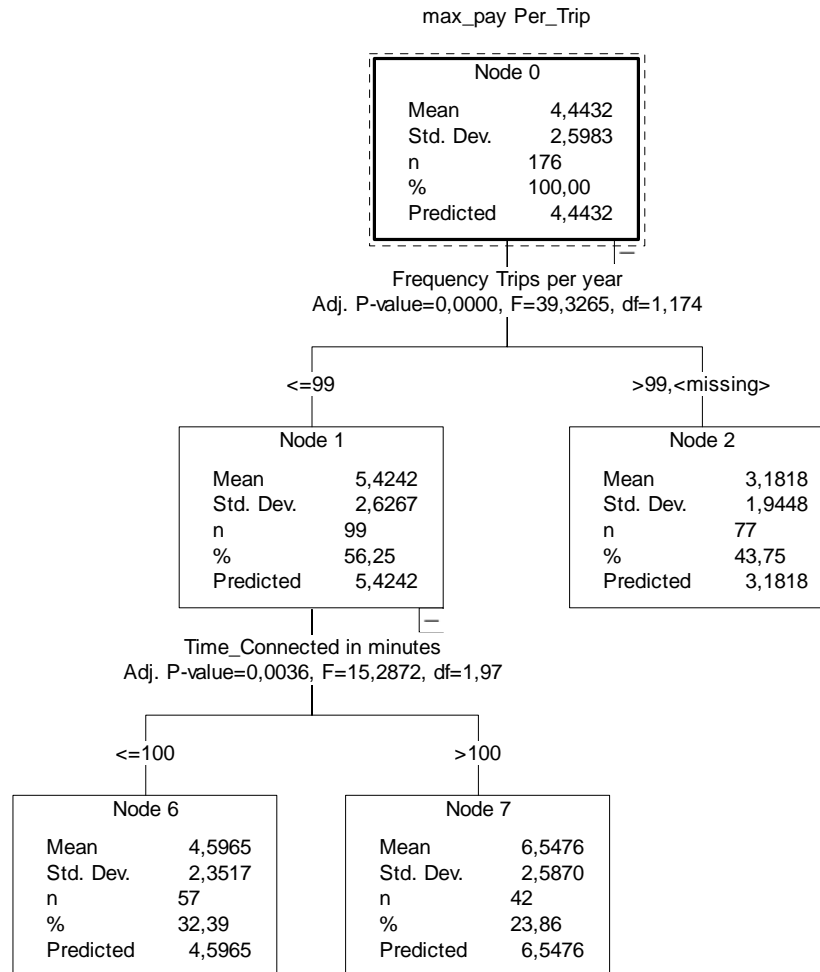 max_pay Per_Trip
Node 0
Mean 4,4432
Std. Dev. 2,5983
n 176
% 100,00
Predicted 4,4432
Frequency Trips per year
Adj. P-value=0,0000, F=39,3265, df=1,174
<=99
>99,<missing>
Node 1
Mean 5,4242
Std. Dev. 2,6267
n 99
% 56,25
Predicted 5,4242
Node 2
Mean 3,1818
Std. Dev. 1,9448
n 77
% 43,75
Predicted 3,1818
Time_Connected in minutes
Adj. P-value=0,0036, F=15,2872, df=1,97
<=100
>100
Node 6
Mean 4,5965
Std. Dev. 2,3517
n 57
% 32,39
Predicted 4,5965
Node 7
Mean 6,5476
Std. Dev. 2,5870
n 42
% 23,86
Predicted 6,5476